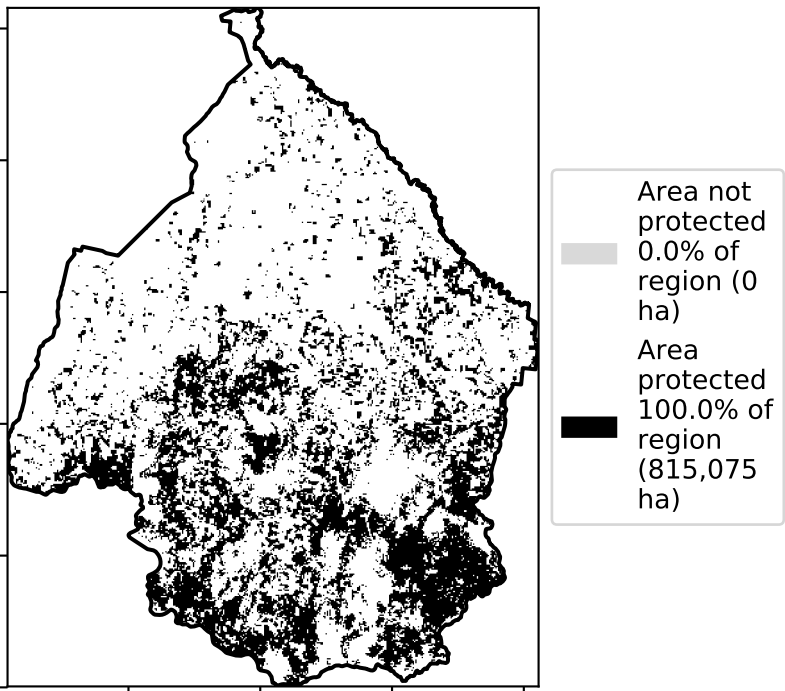 Area not
protected
0.0% of
region (0
ha)
Area
protected
100.0% of
region
(815,075
ha)